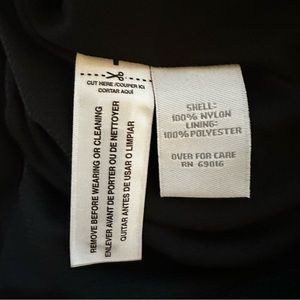 CUT HERE /COUPER ICI
CORTAR AQUÍ
REMOVE BEFORE WEARING OR CLEANING
ENLEVER AVANT DE PORTER OU DE NETTOYER
QUITAR ANTES DE USAR O LIMPIAR
SHELL:
100% NYLON
LINING:
100% POLYESTER
OVER FOR CARE
RN 69016